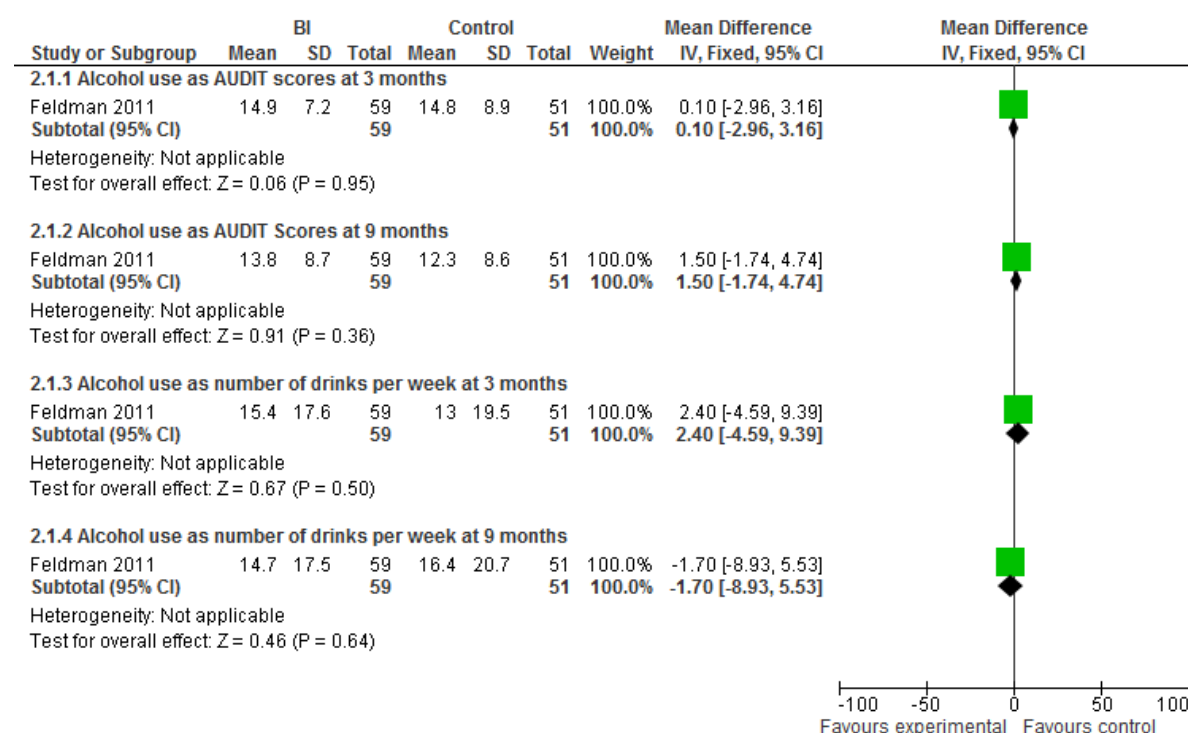 BI Control Mean Difference Mean Difference
Study or Subgroup Mean SD Total Mean SD Total Weight IV, Fixed, 95% CI IV, Fixed, 95% CI
2.1.1 Alcohol use as AUDIT scores at 3 months
Feldman 2011 14.9 7.2 59 14.8 8.9 51 100.0% 0.10 [-2.96, 3.16]
Subtotal (95% CI) 59 51 100.0% 0.10 [-2.96, 3.16]
Heterogeneity: Not applicable
Test for overall effect: Z = 0.06 (P = 0.95)
2.1.2 Alcohol use as AUDIT Scores at 9 months
Feldman 2011 13.8 8.7 59 12.3 8.6 51 100.0% 1.50 [-1.74, 4.74]
Subtotal (95% CI) 59 51 100.0% 1.50 [-1.74, 4.74]
Heterogeneity: Not applicable
Test for overall effect: Z = 0.91 (P = 0.36)
2.1.3 Alcohol use as number of drinks per week at 3 months
Feldman 2011 15.4 17.6 59 13 19.5 51 100.0% 2.40 [-4.59, 9.39]
Subtotal (95% CI) 59 51 100.0% 2.40 [-4.59, 9.39]
Heterogeneity: Not applicable
Test for overall effect: Z = 0.67 (P = 0.50)
2.1.4 Alcohol use as number of drinks per week at 9 months
Feldman 2011 14.7 17.5 59 16.4 20.7 51 100.0% -1.70 [-8.93, 5.53]
Subtotal (95% CI) 59 51 100.0% -1.70 [-8.93, 5.53]
Heterogeneity: Not applicable
Test for overall effect: Z = 0.46 (P = 0.64)
-100 -50 0 50 100
Favours experimental Favours control